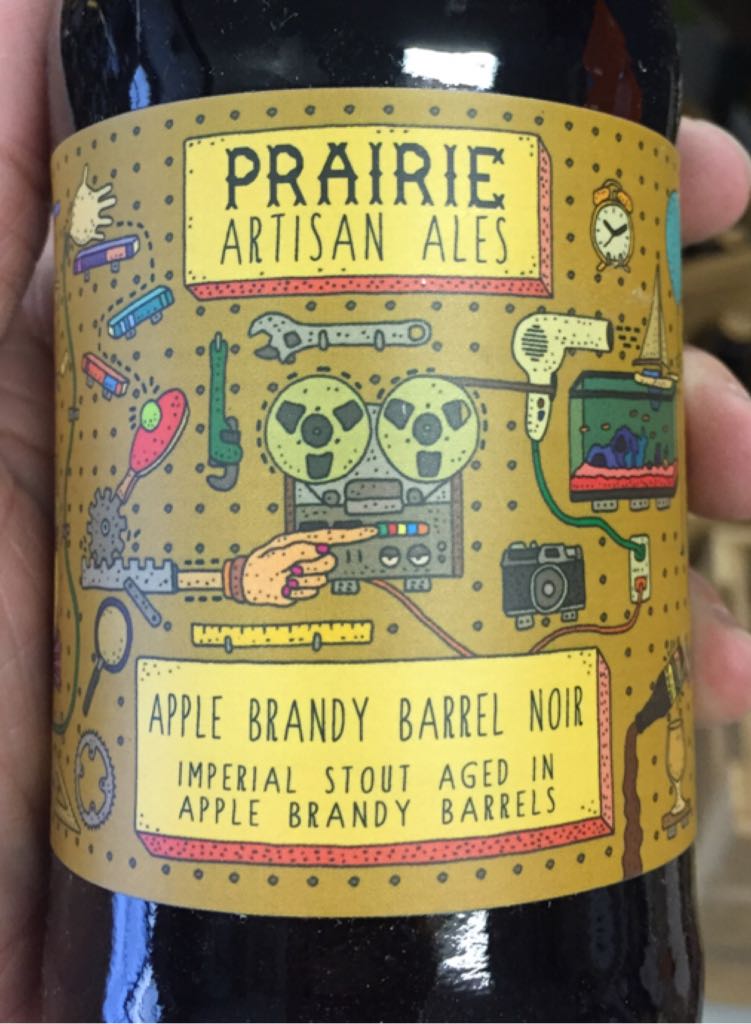 PRAIRIE
ARTISAN ALES
APPLE BRANDY BARREL NOIR
IMPERIAL STOUT AGED IN
APPLE BRANDY BARRELS